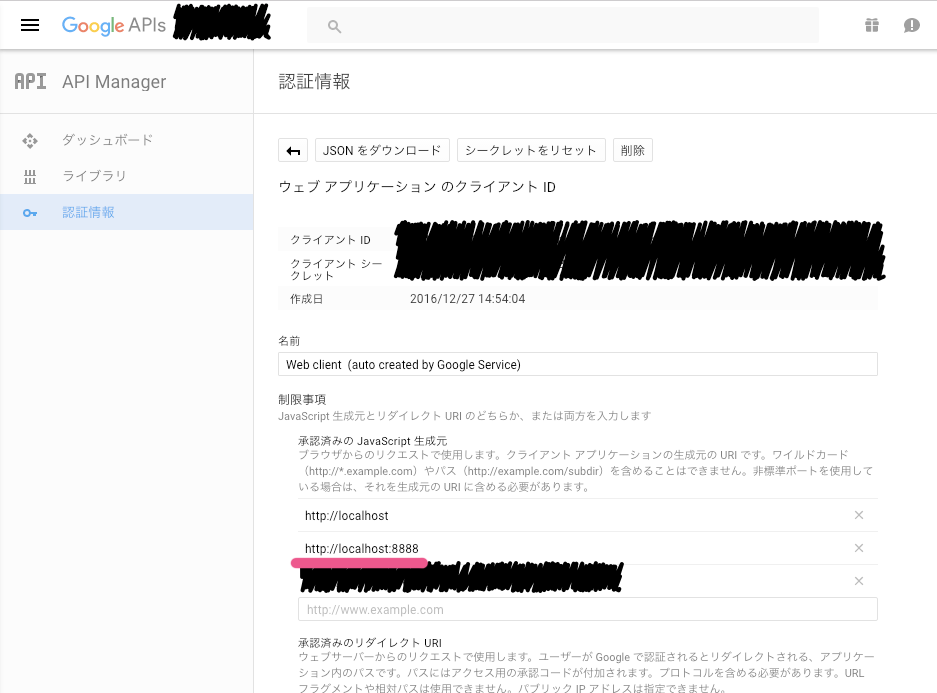 Google APIs
API API Manager
認証情報
ダッシュボード
ライブラリ
認証情報
JSON をダウンロード シークレットをリセット 削除
ウェブ アプリケーション のクライアント ID
クライアント ID
クライアント シー
クレット
作成日 2016/12/27 14:54:04
名前
Web client (auto created by Google Service)
制限事項
JavaScript 生成元とリダイレクト URI のどちらか、または両方を入力します
承認済みの JavaScript 生成元
ブラウザからのリクエストで使用します。クライアント アプリケーションの生成元の URI です。ワイルドカード
（http://*.example.com）やパス（http://example.com/subdir）を含めることはできません。非標準ポートを使用して
いる場合は、それを生成元の URI に含める必要があります。
http://localhost
http://localhost:8888
http://www.example.com
承認済みのリダイレクト URI
ウェブサーバーからのリクエストで使用します。ユーザーが Google で認証されるとリダイレクトされる、アプリケー
ション内のパスです。パスにはアクセス用の承認コードが付加されます。プロトコルを含める必要があります。URL
フラグメントや相対パスは使用できません。パブリック IP アドレスは指定できません。